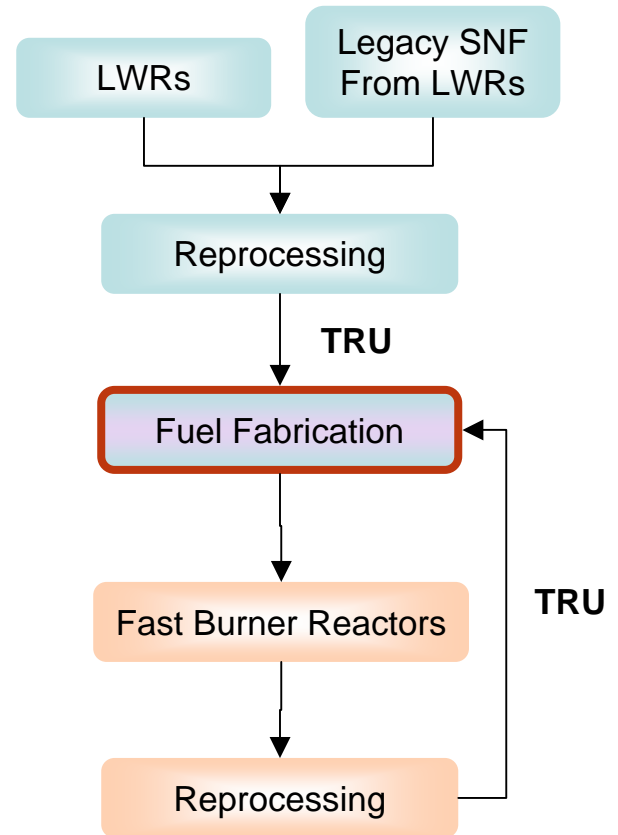 LWRs
Legacy SNF
From LWRs
Reprocessing
TRU
Fuel Fabrication
Fast Burner Reactors
TRU
Reprocessing